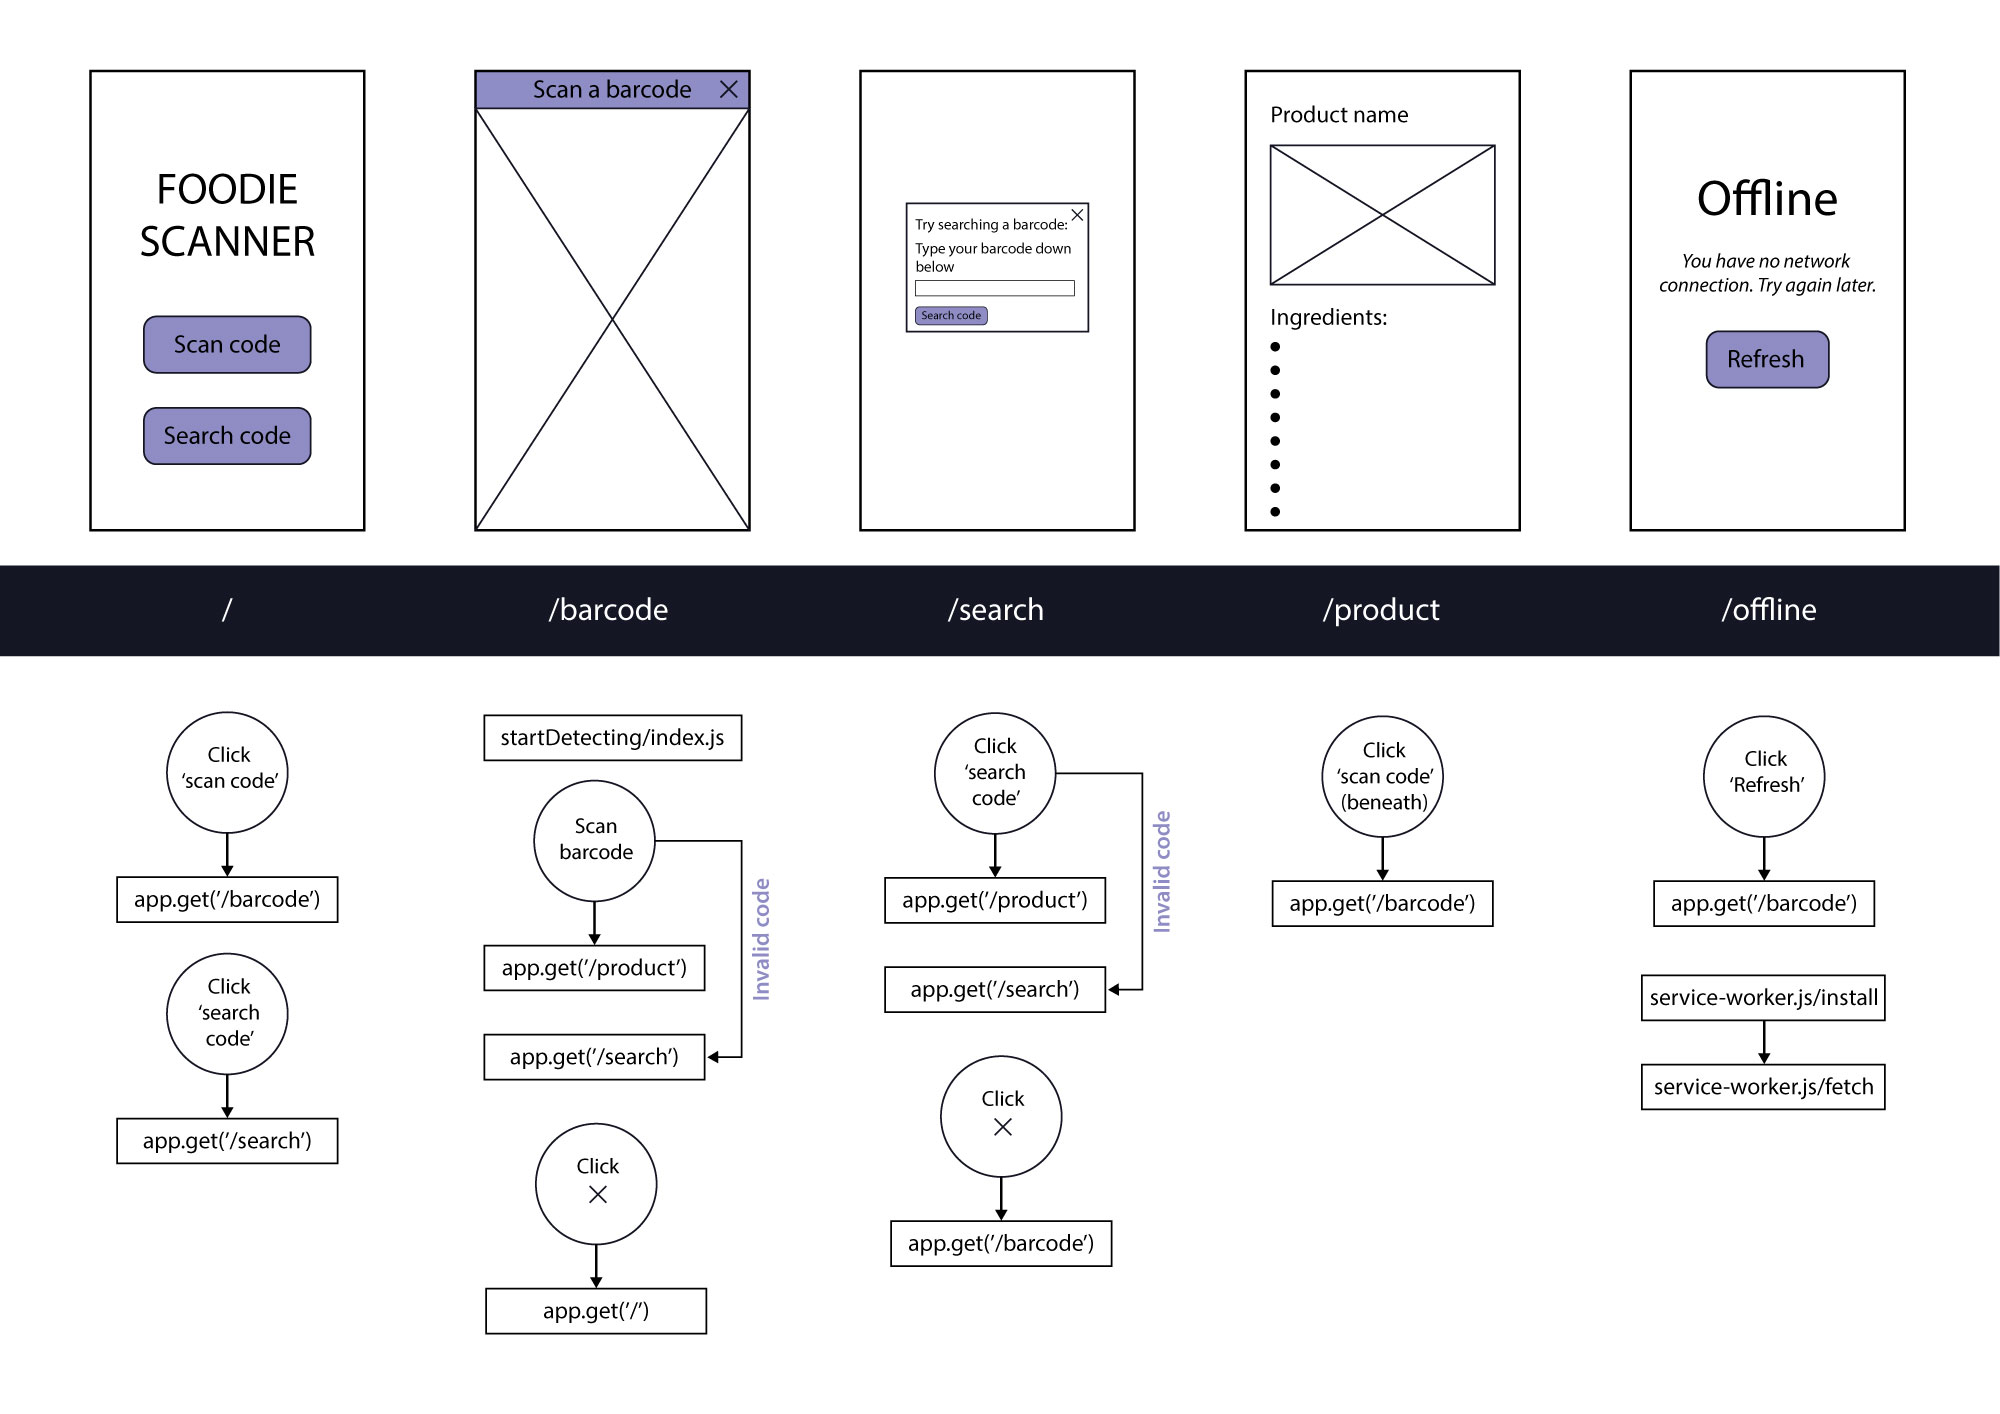 FOODIE
SCANNER
Scan code
Search code
Scan a barcode
Try searching a barcode:
Type your barcode down
below
Search code
Product name
Ingredients:
Offline
You have no network
connection. Try again later.
Refresh
/
/barcode
/search
/product
/offline
Click
‘scan code’
app.get(‘/barcode’)
Click
‘search
code’
app.get(‘/search’)
startDetecting/index.js
Scan
barcode
Invalid code
app.get(‘/product’)
app.get(‘/search’)
Click
app.get(‘/’)
Click
‘search
code’
Invalid code
app.get(‘/product’)
app.get(‘/search’)
Click
app.get(‘/barcode’)
Click
‘scan code’
(beneath)
app.get(‘/barcode’)
Click
‘Refresh’
app.get(‘/barcode’)
service-worker.js/install
service-worker.js/fetch